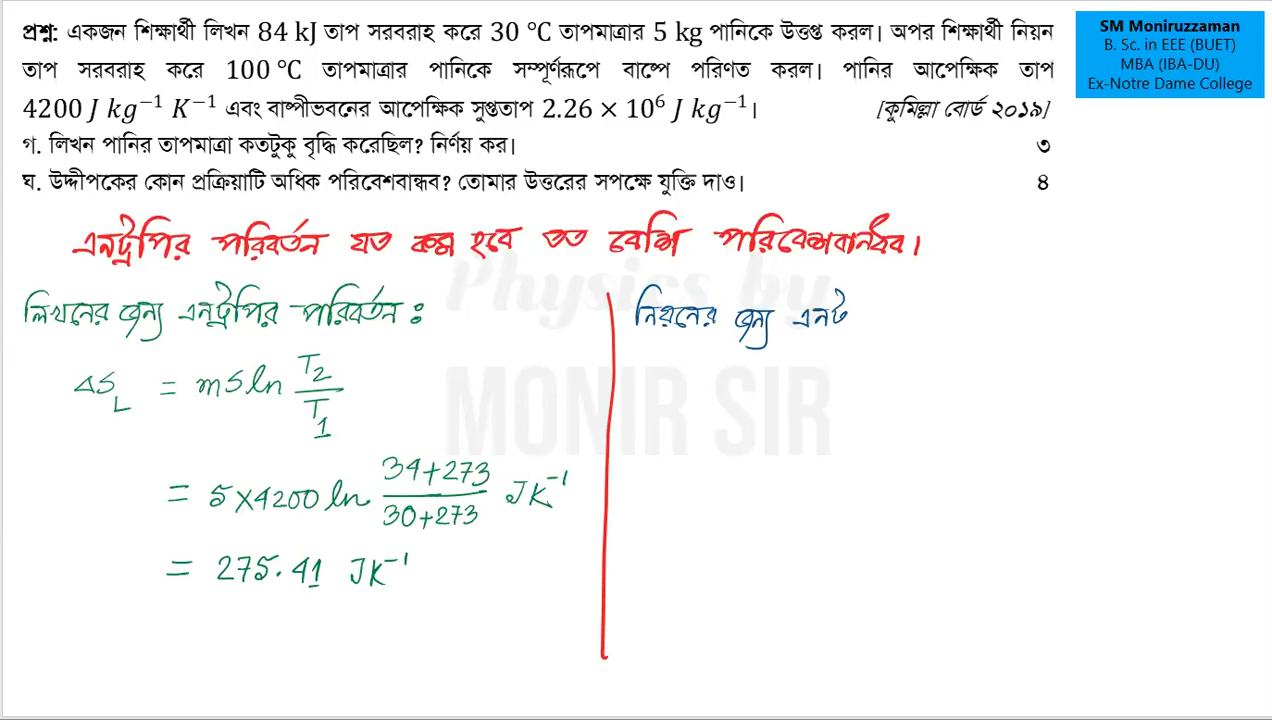 প্রশ্ন: একজন শিক্ষার্থী লিখন 84 kJ তাপ সরবরাহ করে 30 °C তাপমাত্রার 5 kg পানিকে উত্তপ্ত করল। অপর শিক্ষার্থী নিয়ন
তাপ সরবরাহ করে 100 °C তাপমাত্রার পানিকে সম্পূর্ণরূপে বাষ্পে পরিণত করল। পানির আপেক্ষিক তাপ
4200 J kg⁻¹ K⁻¹ এবং বাষ্পীভবনের আপেক্ষিক সুপ্ততাপ 2.26 × 10⁶ J kg⁻¹। [কুমিল্লা বোর্ড ২০১৯]
গ. লিখন পানির তাপমাত্রা কতটুকু বৃদ্ধি করেছিল? নির্ণয় কর। ৩
ঘ. উদ্দীপকের কোন প্রক্রিয়াটি অধিক পরিবেশবান্ধব? তোমার উত্তরের সপক্ষে যুক্তি দাও। ৪
SM Moniruzzaman
B. Sc. in EEE (BUET)
MBA (IBA-DU)
Ex-Notre Dame College
এনট্রপির পরিবর্তন যত কম হবে তত বেশি পরিবেশবান্ধব।
লিখনের জন্য এনট্রপির পরিবর্তন :
ΔS_L = mS ln T₂/T₁
= 5×4200 ln (34+273)/(30+273) JK⁻¹
= 275.41 JK⁻¹
নিয়নের জন্য এনট
Physics by
MONIR SIR